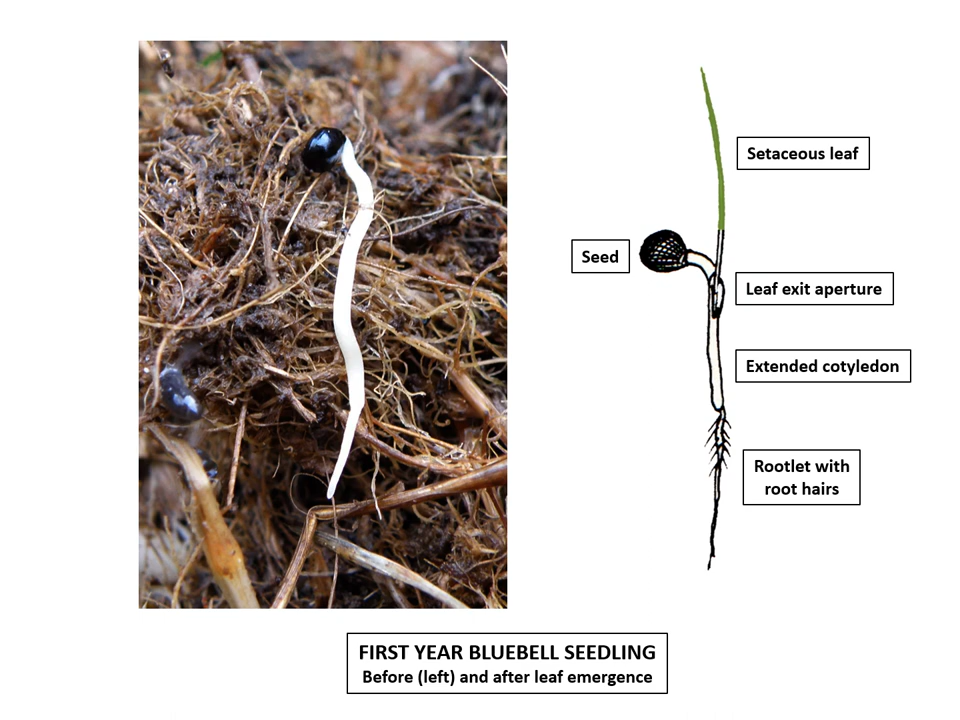 Setaceous leaf
Seed
Leaf exit aperture
Extended cotyledon
Rootlet with
root hairs
FIRST YEAR BLUEBELL SEEDLING
Before (left) and after leaf emergence